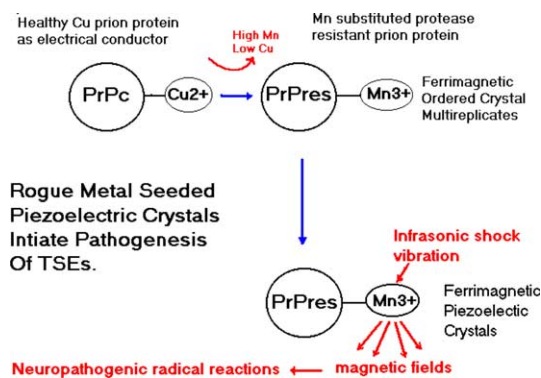 Healthy Cu prion protein
as electrical conductor
High Mn
Low Cu
Mn substituted protease
resistant prion protein
PrPc
Cu2+
PrPres
Mn3+
Ferrimagnetic
Ordered Crystal
Multireplicates
Rogue Metal Seeded
Piezoelectric Crystals
Intiate Pathogenesis
Of TSEs.
Infrasonic shock
vibration
PrPres
Mn3+
Ferrimagnetic
Piezoelectic
Crystals
Neuropathogenic radical reactions
magnetic fields